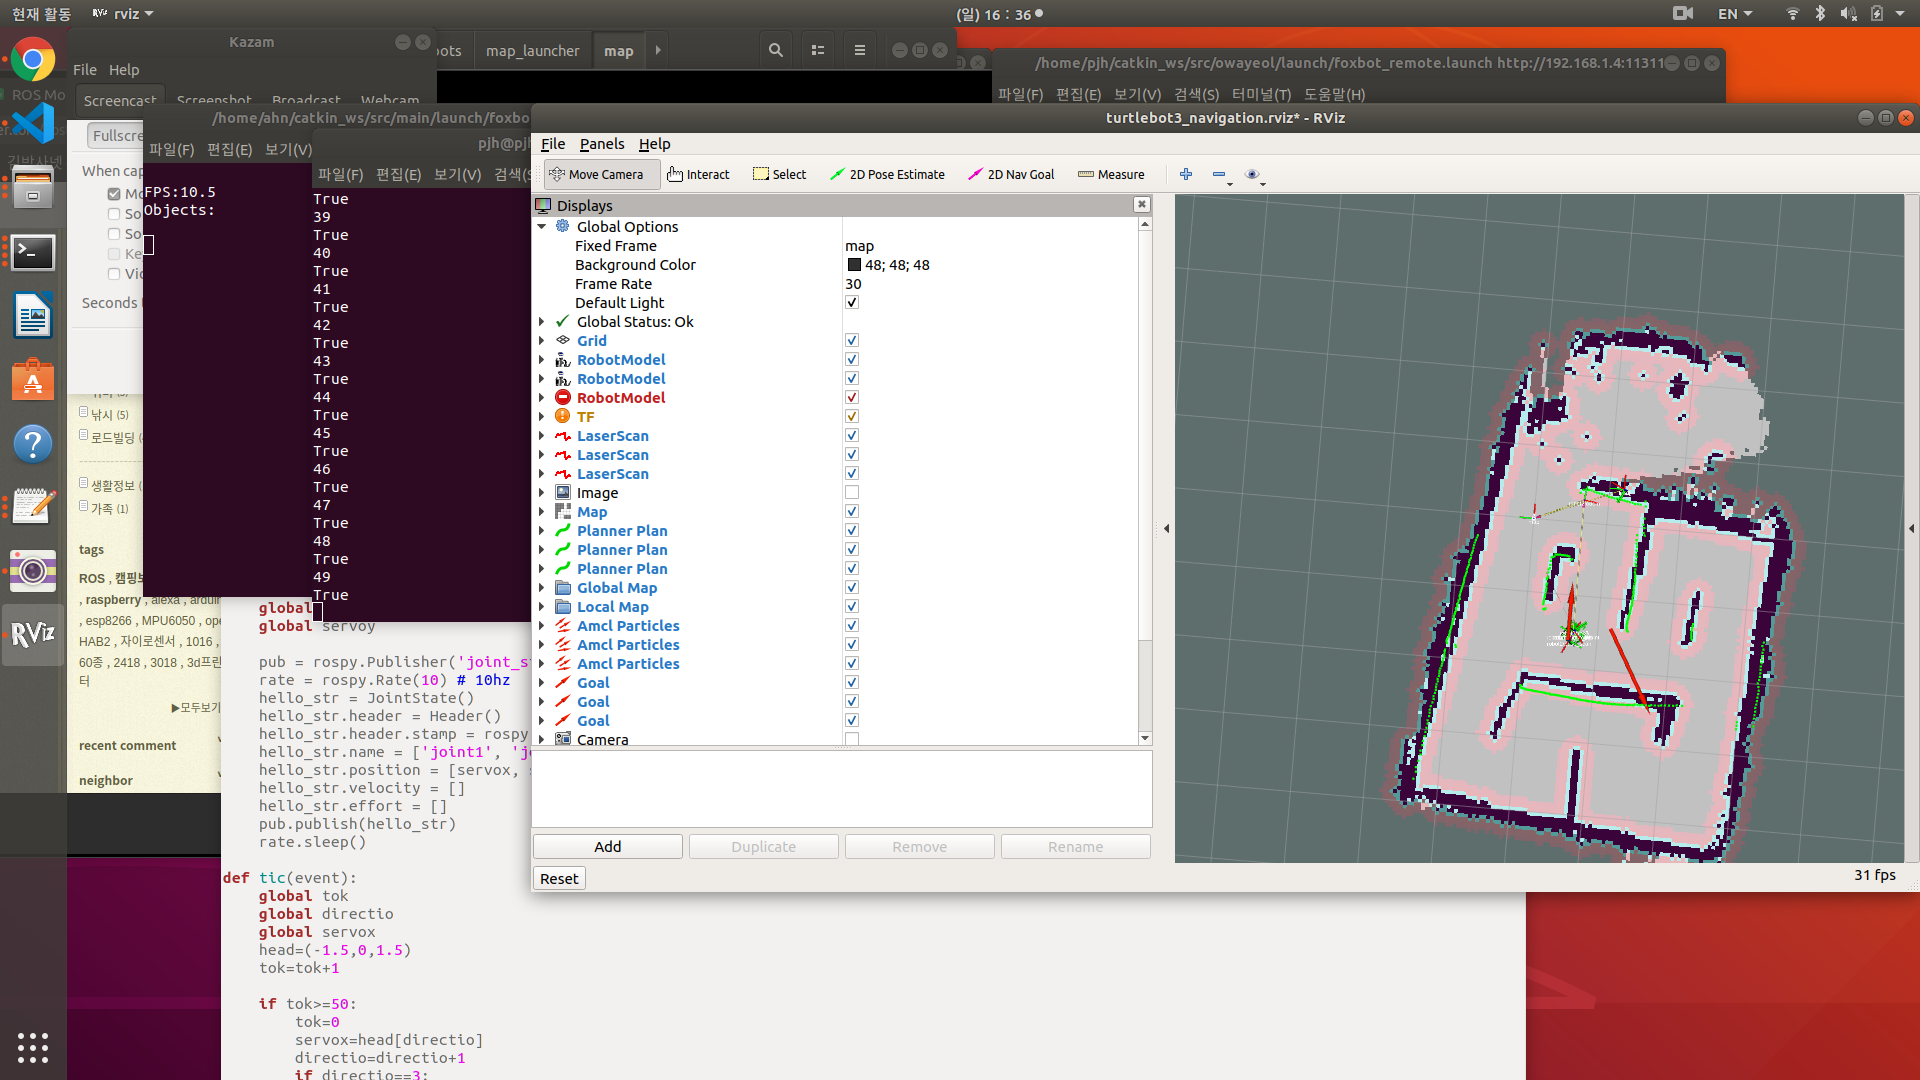 현재 활동
rviz
(일) 16 : 36
EN
Kazam
File Help
Screencast Screenshot Broadcast Webcam
Fullscre
When cap
Mo
So
So
Ke
Vid
Seconds
ots
map_launcher
map
/home/pjh/catkin_ws/src/owayeol/launch/foxbot_remote.launch http://192.168.1.4:11311
파일(F) 편집(E) 보기(V) 검색(S) 터미널(T) 도움말(H)
ROS Mo
김반사넷
/home/ahn/catkin_ws/src/main/launch/foxbo
파일(F) 편집(E) 보기(V)
FPS:10.5
Objects:
pjh@pjh
파일(F) 편집(E) 보기(V) 검색(S
True
39
True
40
True
41
True
42
True
43
True
44
True
45
True
46
True
47
True
48
True
49
True
turtlebot3_navigation.rviz* - RViz
File Panels Help
Move Camera Interact Select 2D Pose Estimate 2D Nav Goal Measure
Displays
Global Options
Fixed Frame map
Background Color 48; 48; 48
Frame Rate 30
Default Light
Global Status: Ok
Grid
RobotModel
RobotModel
RobotModel
TF
LaserScan
LaserScan
LaserScan
Image
Map
Planner Plan
Planner Plan
Planner Plan
Global Map
Local Map
Amcl Particles
Amcl Particles
Amcl Particles
Goal
Goal
Goal
Camera
Add Duplicate Remove Rename
Reset
31 fps
낚시 (5)
로드빌딩
생활정보
가족 (1)
tags
ROS , 캠핑
, raspberry , alexa , arduin
, esp8266 , MPU6050 , ope
HAB2 , 자이로센서 , 1016 ,
60종 , 2418 , 3018 , 3d프린
터
▶모두보기
recent comment
neighbor
global
global servoy
pub = rospy.Publisher('joint_s
rate = rospy.Rate(10) # 10hz
hello_str = JointState()
hello_str.header = Header()
hello_str.header.stamp = rospy
hello_str.name = ['joint1', 'j
hello_str.position = [servox,
hello_str.velocity = []
hello_str.effort = []
pub.publish(hello_str)
rate.sleep()
def tic(event):
global tok
global directio
global servox
head=(-1.5,0,1.5)
tok=tok+1
if tok>=50:
tok=0
servox=head[directio]
directio=directio+1
if directio==3:
RViz